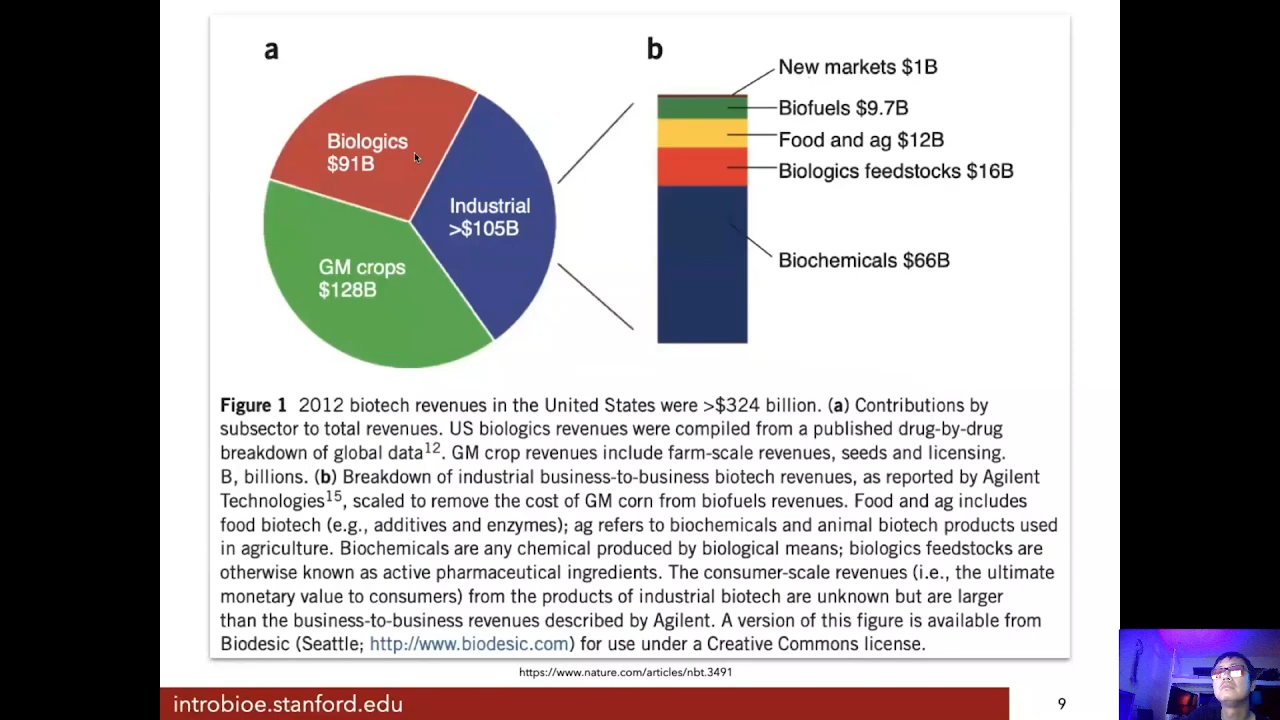 a
b
Biologics
$91B
Industrial
>$105B
GM crops
$128B
New markets $1B
Biofuels $9.7B
Food and ag $12B
Biologics feedstocks $16B
Biochemicals $66B
Figure 1 2012 biotech revenues in the United States were >$324 billion. (a) Contributions by
subsector to total revenues. US biologics revenues were compiled from a published drug-by-drug
breakdown of global data12. GM crop revenues include farm-scale revenues, seeds and licensing.
B, billions. (b) Breakdown of industrial business-to-business biotech revenues, as reported by Agilent
Technologies15, scaled to remove the cost of GM corn from biofuels revenues. Food and ag includes
food biotech (e.g., additives and enzymes); ag refers to biochemicals and animal biotech products used
in agriculture. Biochemicals are any chemical produced by biological means; biologics feedstocks are
otherwise known as active pharmaceutical ingredients. The consumer-scale revenues (i.e., the ultimate
monetary value to consumers) from the products of industrial biotech are unknown but are larger
than the business-to-business revenues described by Agilent. A version of this figure is available from
Biodesic (Seattle; http://www.biodesic.com) for use under a Creative Commons license.
https://www.nature.com/articles/nbt.3491
introbioe.stanford.edu
9